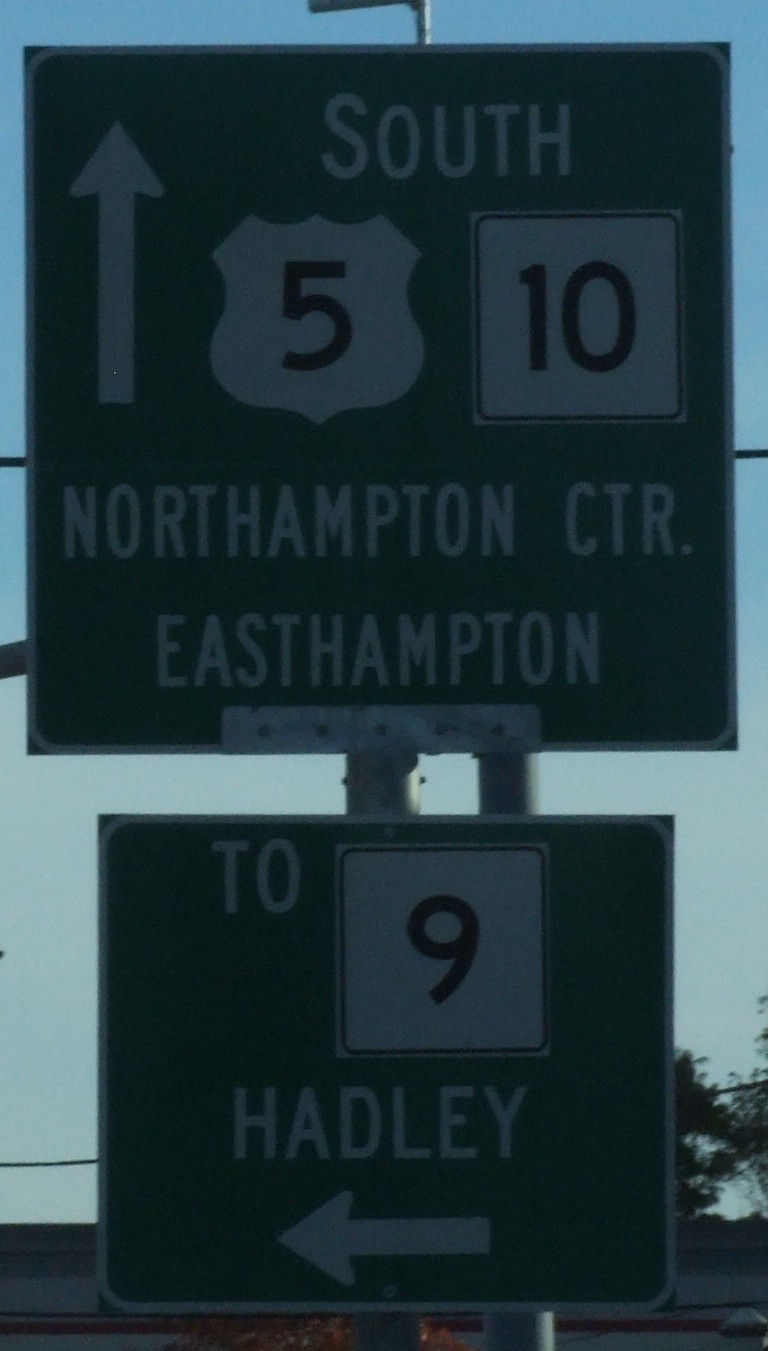 SOUTH
5 10
NORTHAMPTON CTR.
EASTHAMPTON
TO 9
HADLEY